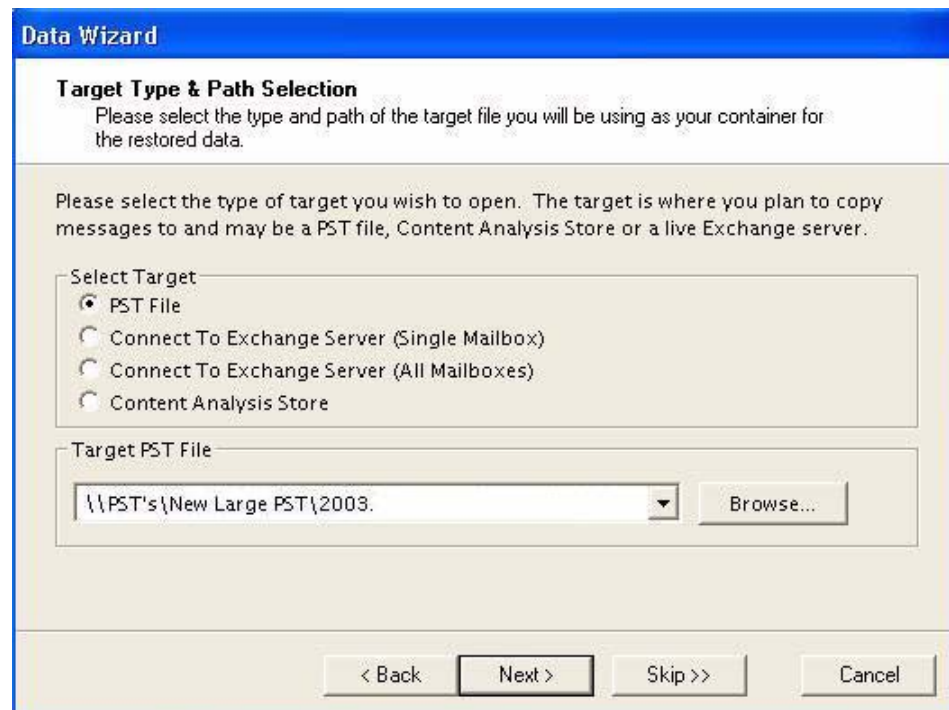 Data Wizard
Target Type & Path Selection
Please select the type and path of the target file you will be using as your container for
the restored data.
Please select the type of target you wish to open. The target is where you plan to copy
messages to and may be a PST file, Content Analysis Store or a live Exchange server.
Select Target
PST File
Connect To Exchange Server (Single Mailbox)
Connect To Exchange Server (All Mailboxes)
Content Analysis Store
Target PST File
\\PST's\New Large PST\2003.
Browse...
< Back
Next >
Skip >>
Cancel